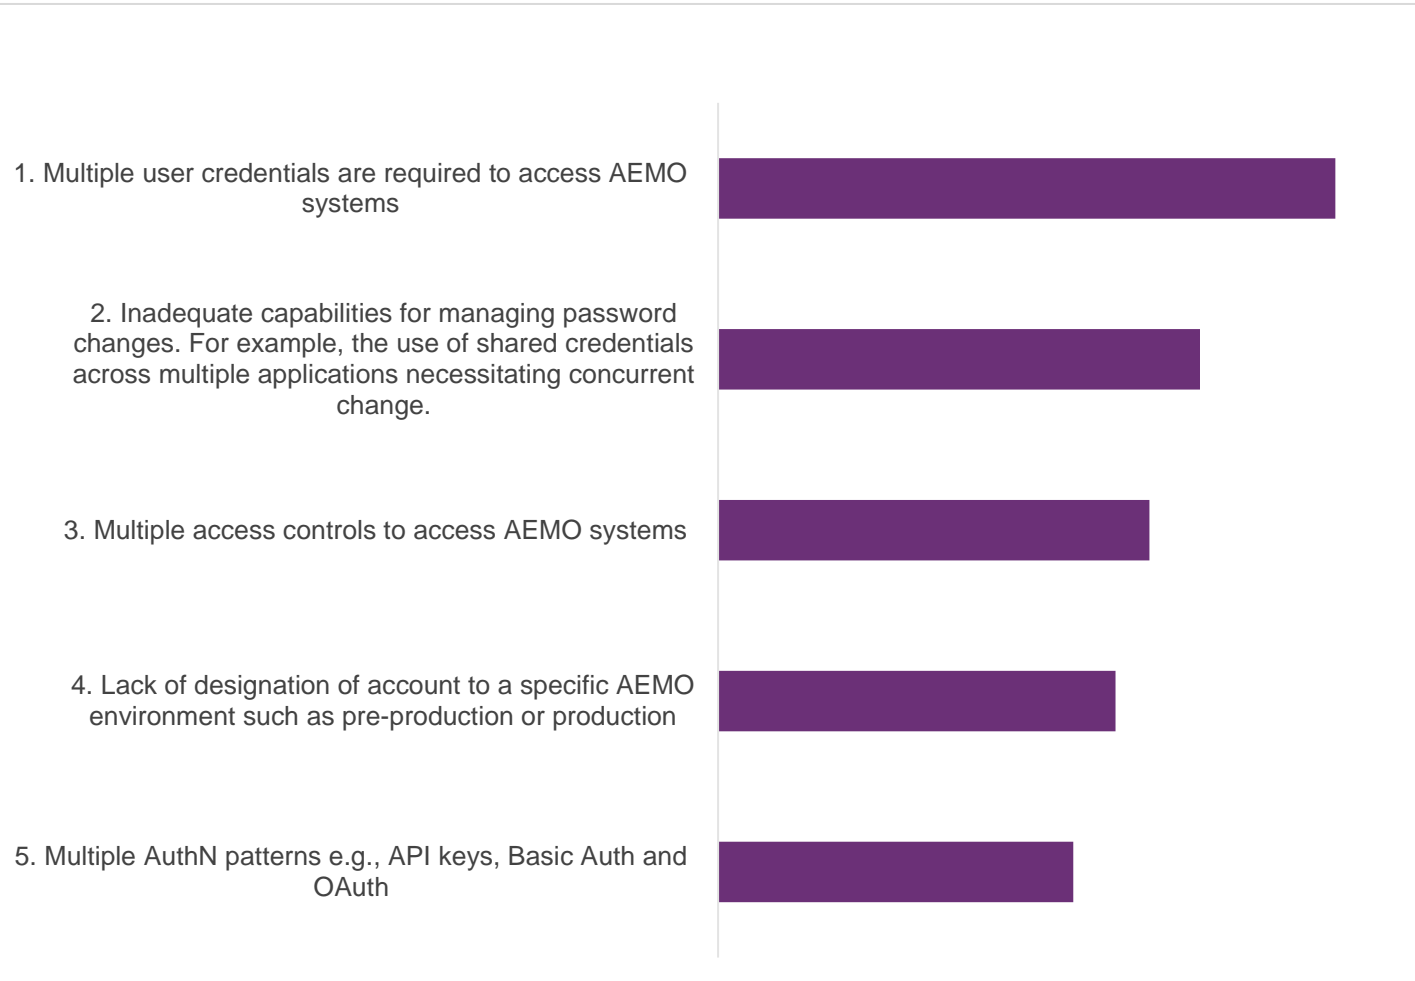 1. Multiple user credentials are required to access AEMO
systems
2. Inadequate capabilities for managing password
changes. For example, the use of shared credentials
across multiple applications necessitating concurrent
change.
3. Multiple access controls to access AEMO systems
4. Lack of designation of account to a specific AEMO
environment such as pre-production or production
5. Multiple AuthN patterns e.g., API keys, Basic Auth and
OAuth